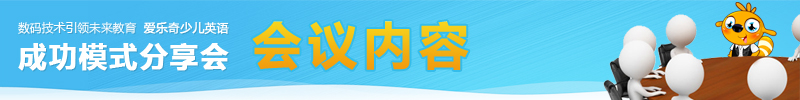 数码技术引领未来教育 爱乐奇少儿英语
成功模式分享会
会议内容